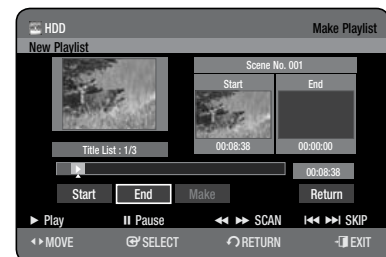 HDD Make Playlist
New Playlist
Scene No. 001
Start End
Title List : 1/3 00:08:38 00:00:00
00:08:38
Start End Make Return
► Play II Pause ◄◄ ►► SCAN I◄◄ ►►I SKIP
MOVE SELECT RETURN EXIT